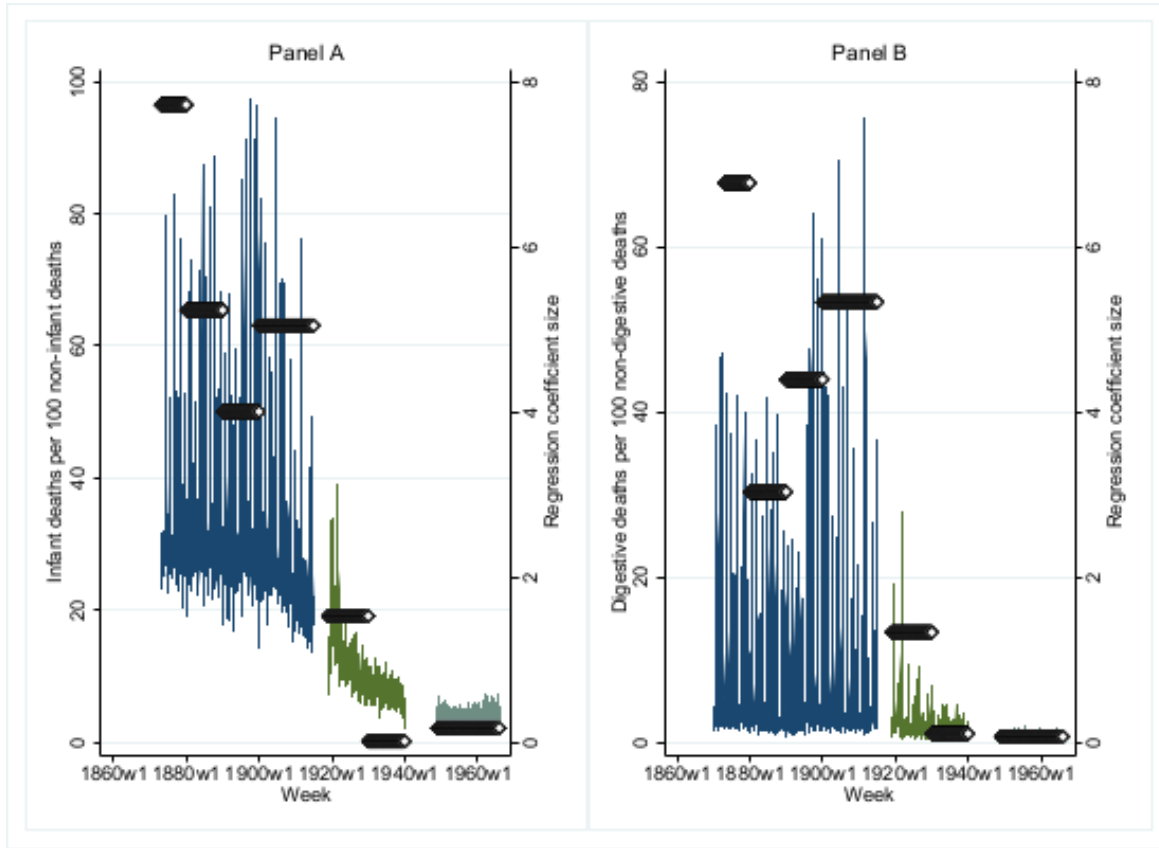 Panel A
100
80
60
40
20
0
Infant deaths per 100 non-infant deaths
8
6
4
2
0
Regression coefficient size
1860w1 1880w1 1900w1 1920w1 1940w1 1960w1
Week
Panel B
80
60
40
20
0
Digestive deaths per 100 non-digestive deaths
8
6
4
2
0
Regression coefficient size
1860w1 1880w1 1900w1 1920w1 1940w1 1960w1
Week